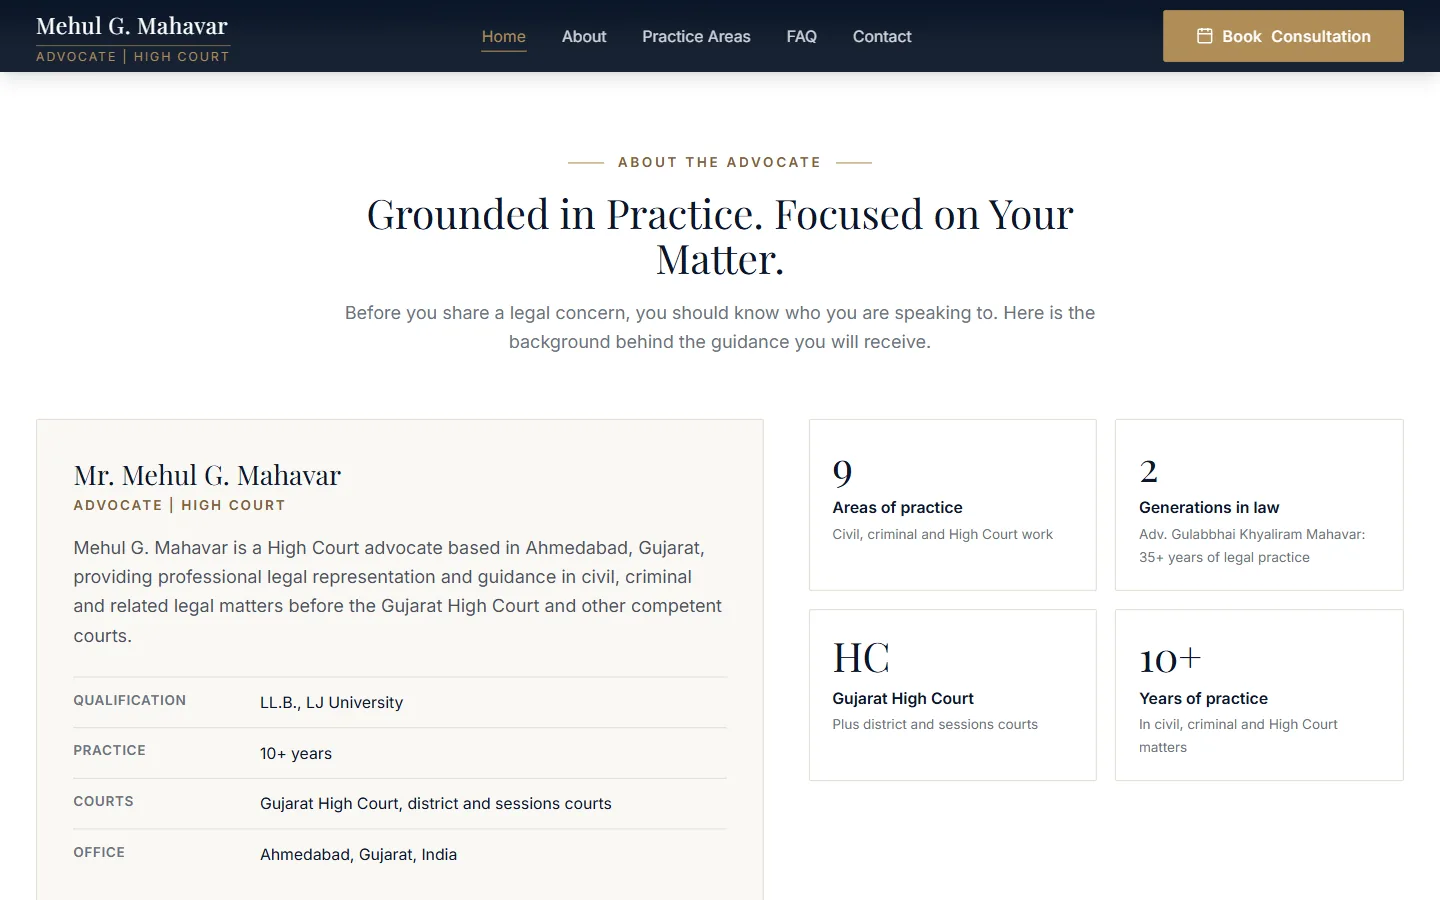 Mehul G. Mahavar
ADVOCATE | HIGH COURT
Home
About
Practice Areas
FAQ
Contact
Book Consultation
ABOUT THE ADVOCATE
Grounded in Practice. Focused on Your
Matter.
Before you share a legal concern, you should know who you are speaking to. Here is the
background behind the guidance you will receive.
Mr. Mehul G. Mahavar
ADVOCATE | HIGH COURT
Mehul G. Mahavar is a High Court advocate based in Ahmedabad, Gujarat,
providing professional legal representation and guidance in civil, criminal
and related legal matters before the Gujarat High Court and other competent
courts.
QUALIFICATION
LL.B., LJ University
PRACTICE
10+ years
COURTS
Gujarat High Court, district and sessions courts
OFFICE
Ahmedabad, Gujarat, India
9
Areas of practice
Civil, criminal and High Court work
2
Generations in law
Adv. Gulabbhai Khyaliram Mahavar:
35+ years of legal practice
HC
Gujarat High Court
Plus district and sessions courts
10+
Years of practice
In civil, criminal and High Court
matters